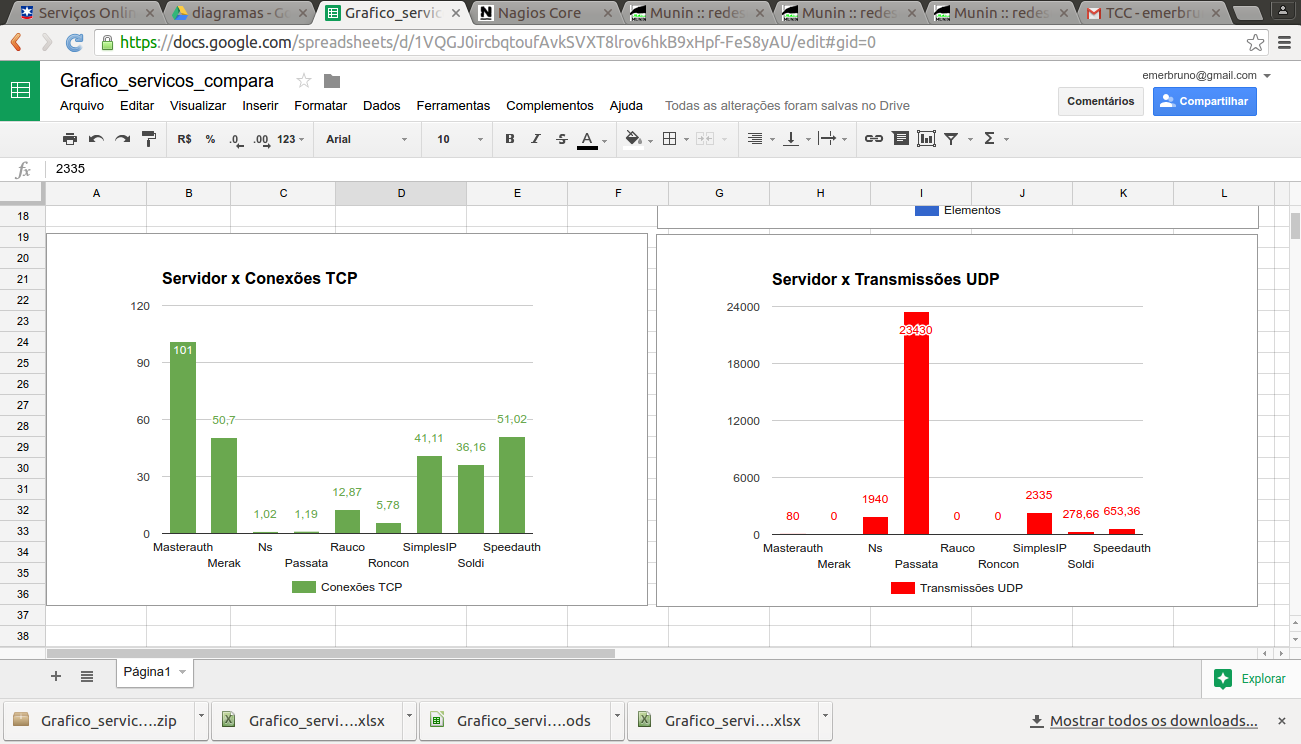 Serviços Onlin
diagramas - Go
Grafico_servic
Nagios Core
Munin :: redes
Munin :: redes
Munin :: redes
TCC - emerbru
https://docs.google.com/spreadsheets/d/1VQGJ0ircbqtoufAvkSVXT8lrov6hkB9xHpf-FeS8yAU/edit#gid=0
Grafico_servicos_compara
emerbruno@gmail.com
Arquivo Editar Visualizar Inserir Formatar Dados Ferramentas Complementos Ajuda Todas as alterações foram salvas no Drive
Comentários
Compartilhar
R$ % .0 .00 123 Arial 10 B I S A Σ
fx 2335
A B C D E F G H I J K L
18
19
20
21
22
23
24
25
26
27
28
29
30
31
32
33
34
35
36
37
38
Elementos
Servidor x Conexões TCP
120
90
60
30
0
101
50,7
1,02
1,19
12,87
5,78
41,11
36,16
51,02
Masterauth
Merak
Ns
Passata
Rauco
Roncon
SimplesIP
Soldi
Speedauth
Conexões TCP
Servidor x Transmissões UDP
24000
18000
12000
6000
0
80
0
1940
23430
0
0
2335
278,66
653,36
Masterauth
Merak
Ns
Passata
Rauco
Roncon
SimplesIP
Soldi
Speedauth
Transmissões UDP
+ Página1
Explorar
Grafico_servic....zip
Grafico_servi....xlsx
Grafico_servi....ods
Grafico_servi....xlsx
Mostrar todos os downloads...